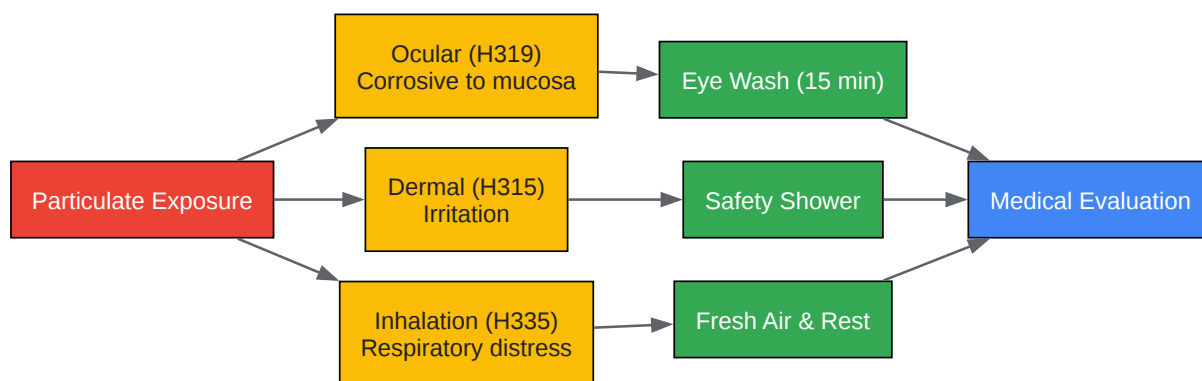 Particulate Exposure
Ocular (H319)
Corrosive to mucosa
Eye Wash (15 min)
Dermal (H315)
Irritation
Safety Shower
Inhalation (H335)
Respiratory distress
Fresh Air & Rest
Medical Evaluation